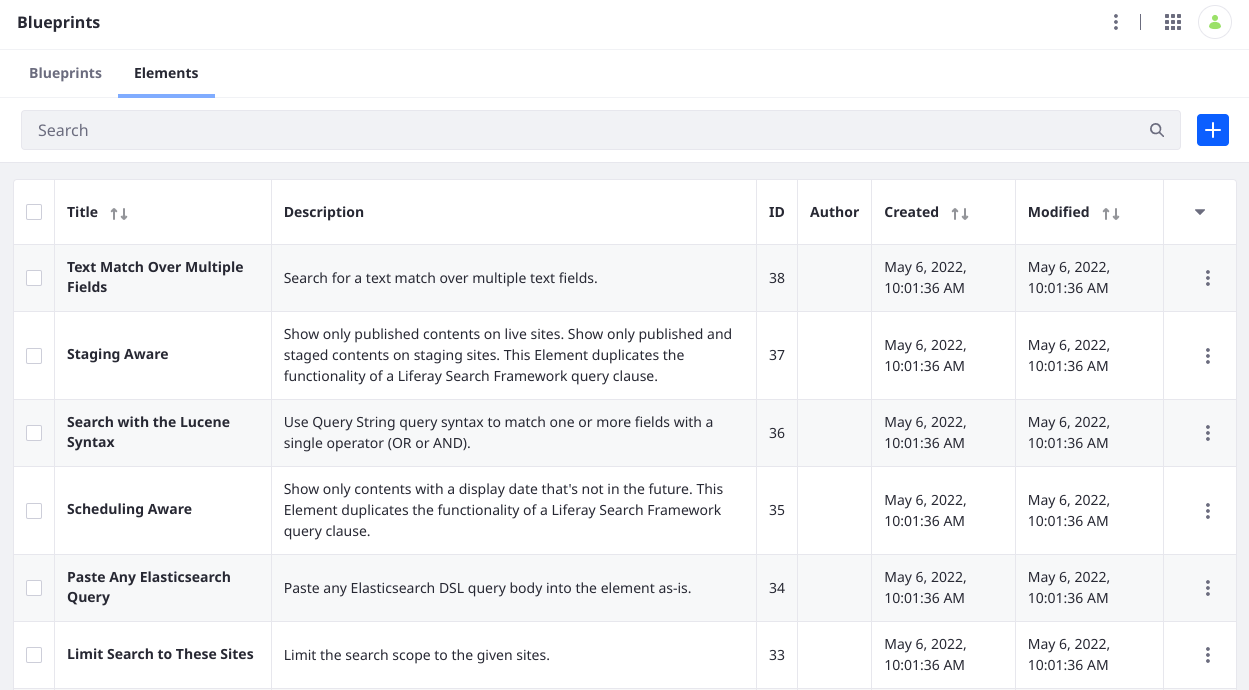 Blueprints
Blueprints Elements
Search
Title Description ID Author Created Modified
Text Match Over Multiple
Fields
Search for a text match over multiple text fields.
38
May 6, 2022,
10:01:36 AM
May 6, 2022,
10:01:36 AM
Staging Aware
Show only published contents on live sites. Show only published and
staged contents on staging sites. This Element duplicates the
functionality of a Liferay Search Framework query clause.
37
May 6, 2022,
10:01:36 AM
May 6, 2022,
10:01:36 AM
Search with the Lucene
Syntax
Use Query String query syntax to match one or more fields with a
single operator (OR or AND).
36
May 6, 2022,
10:01:36 AM
May 6, 2022,
10:01:36 AM
Scheduling Aware
Show only contents with a display date that's not in the future. This
Element duplicates the functionality of a Liferay Search Framework
query clause.
35
May 6, 2022,
10:01:36 AM
May 6, 2022,
10:01:36 AM
Paste Any Elasticsearch
Query
Paste any Elasticsearch DSL query body into the element as-is.
34
May 6, 2022,
10:01:36 AM
May 6, 2022,
10:01:36 AM
Limit Search to These Sites
Limit the search scope to the given sites.
33
May 6, 2022,
10:01:36 AM
May 6, 2022,
10:01:36 AM